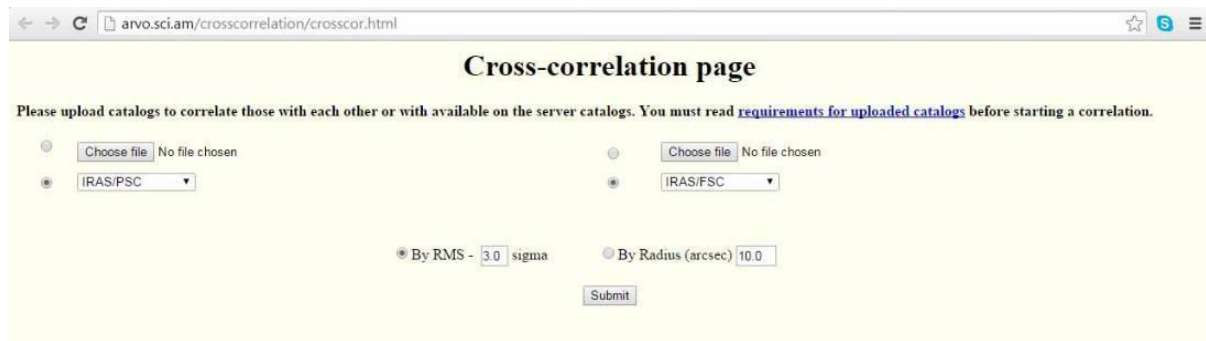 arvo.sci.am/crosscorrelation/crosscor.html
Cross-correlation page
Please upload catalogs to correlate those with each other or with available on the server catalogs. You must read requirements for uploaded catalogs before starting a correlation.
Choose file No file chosen
Choose file No file chosen
IRAS/PSC
IRAS/FSC
By RMS - 3.0 sigma
By Radius (arcsec) 10.0
Submit